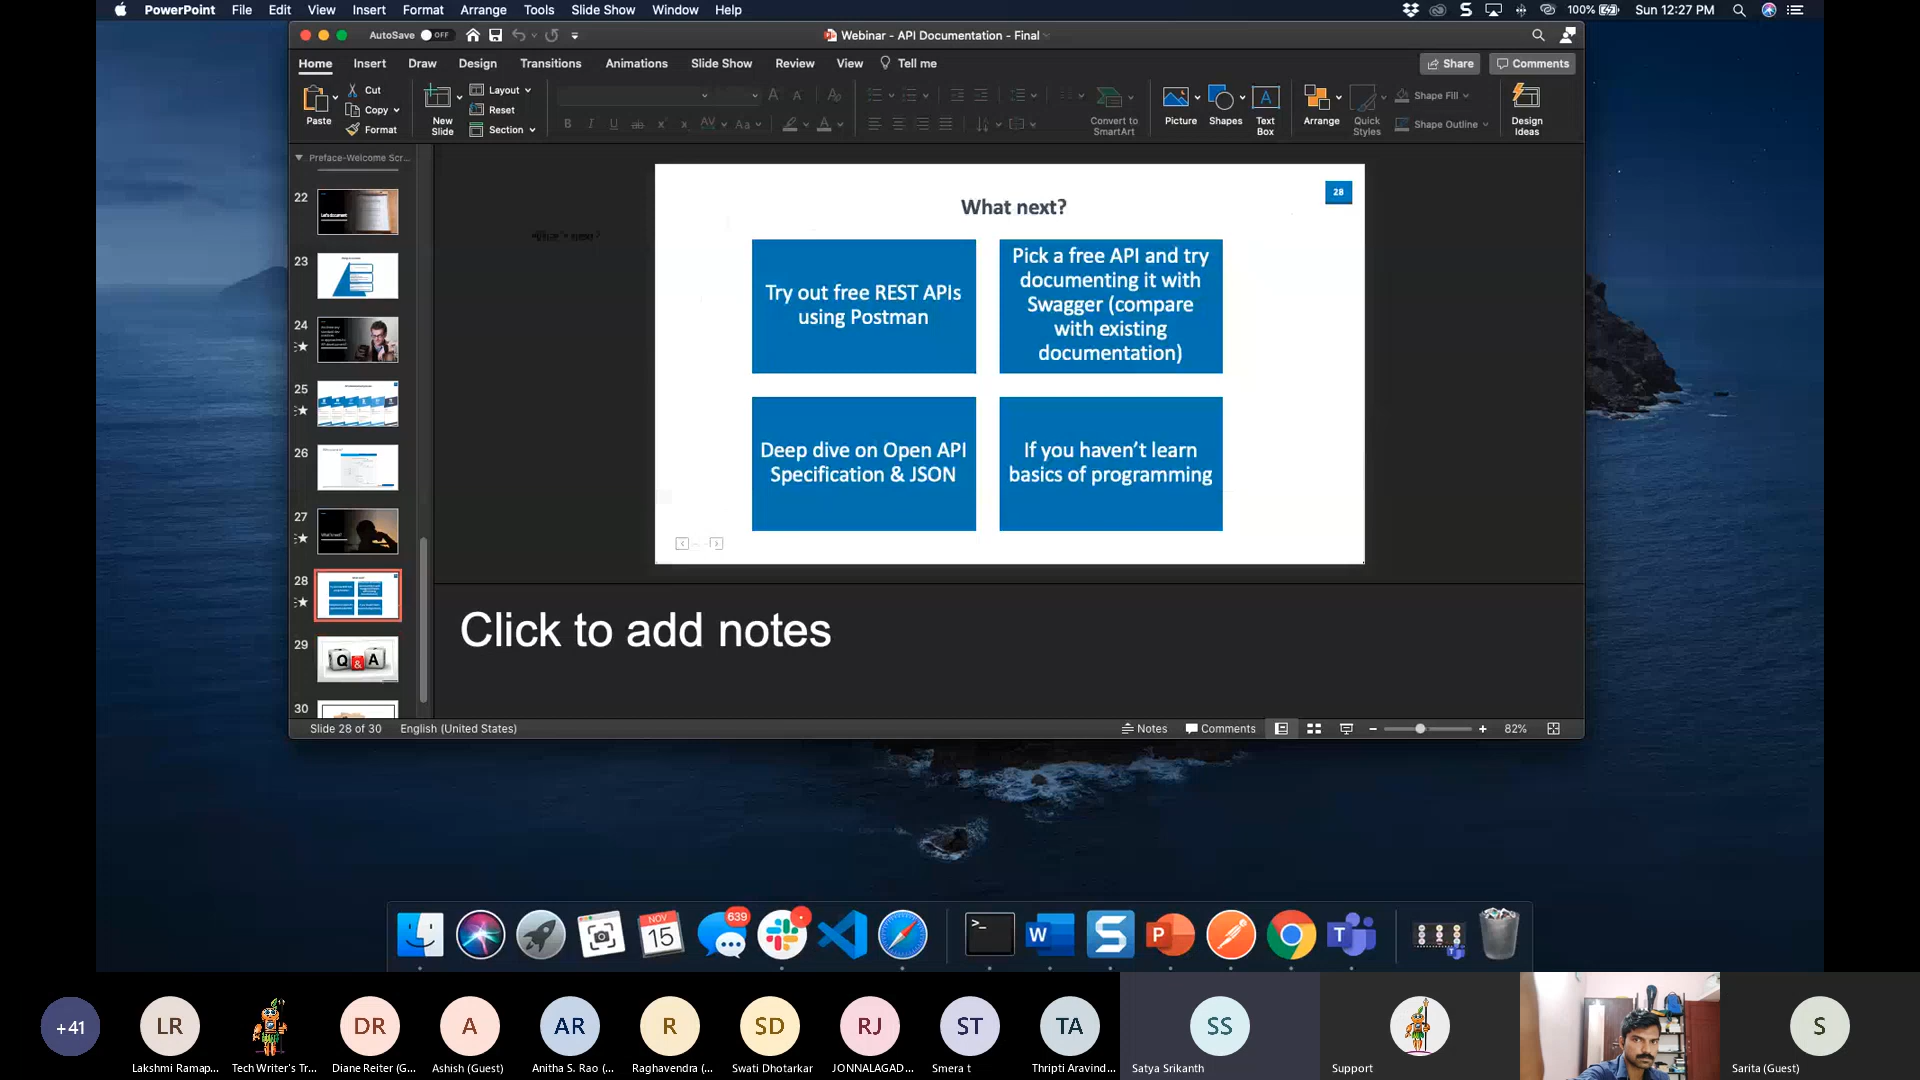 PowerPoint File Edit View Insert Format Arrange Tools Slide Show Window Help
100% Sun 12:27 PM
AutoSave OFF
Webinar - API Documentation - Final
Home Insert Draw Design Transitions Animations Slide Show Review View Tell me
Share Comments
Paste
Cut
Copy
Format
New
Slide
Layout
Reset
Section
Convert to
SmartArt
Picture
Shapes
Text
Box
Arrange
Quick
Styles
Shape Fill
Shape Outline
Design
Ideas
Preface-Welcome Scr...
22
Let's document
23
24
25
26
27
What's next?
28
29
Q & A
30
28
What next?
Try out free REST APIs
using Postman
Pick a free API and try
documenting it with
Swagger (compare
with existing
documentation)
Deep dive on Open API
Specification & JSON
If you haven't learn
basics of programming
Click to add notes
Slide 28 of 30 English (United States)
Notes Comments 82%
NOV
15
639
W
S
P
T
+41
LR
Lakshmi Ramap...
Tech Writer's Tr...
DR
Diane Reiter (G...
A
Ashish (Guest)
AR
Anitha S. Rao (...
R
Raghavendra (...
SD
Swati Dhotarkar
RJ
JONNALAGAD...
ST
Smera t
TA
Thripti Aravind...
SS
Satya Srikanth
Support
S
Sarita (Guest)